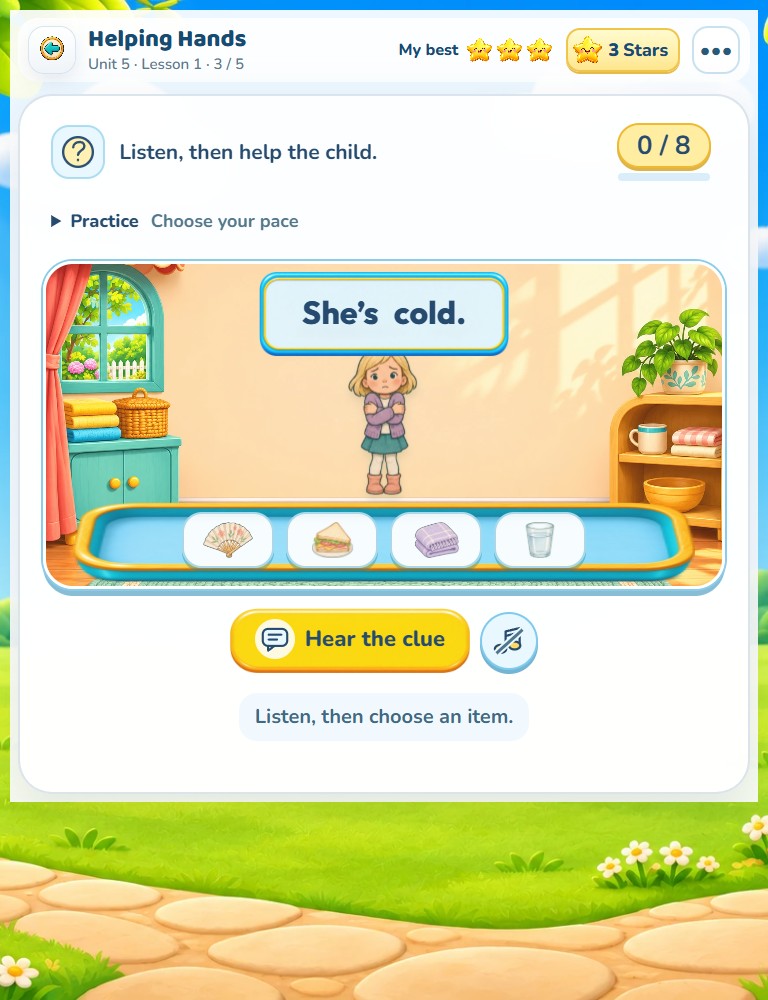 Helping Hands
Unit 5 · Lesson 1 · 3 / 5
My best
3 Stars
Listen, then help the child.
0 / 8
Practice Choose your pace
She’s cold.
Hear the clue
Listen, then choose an item.